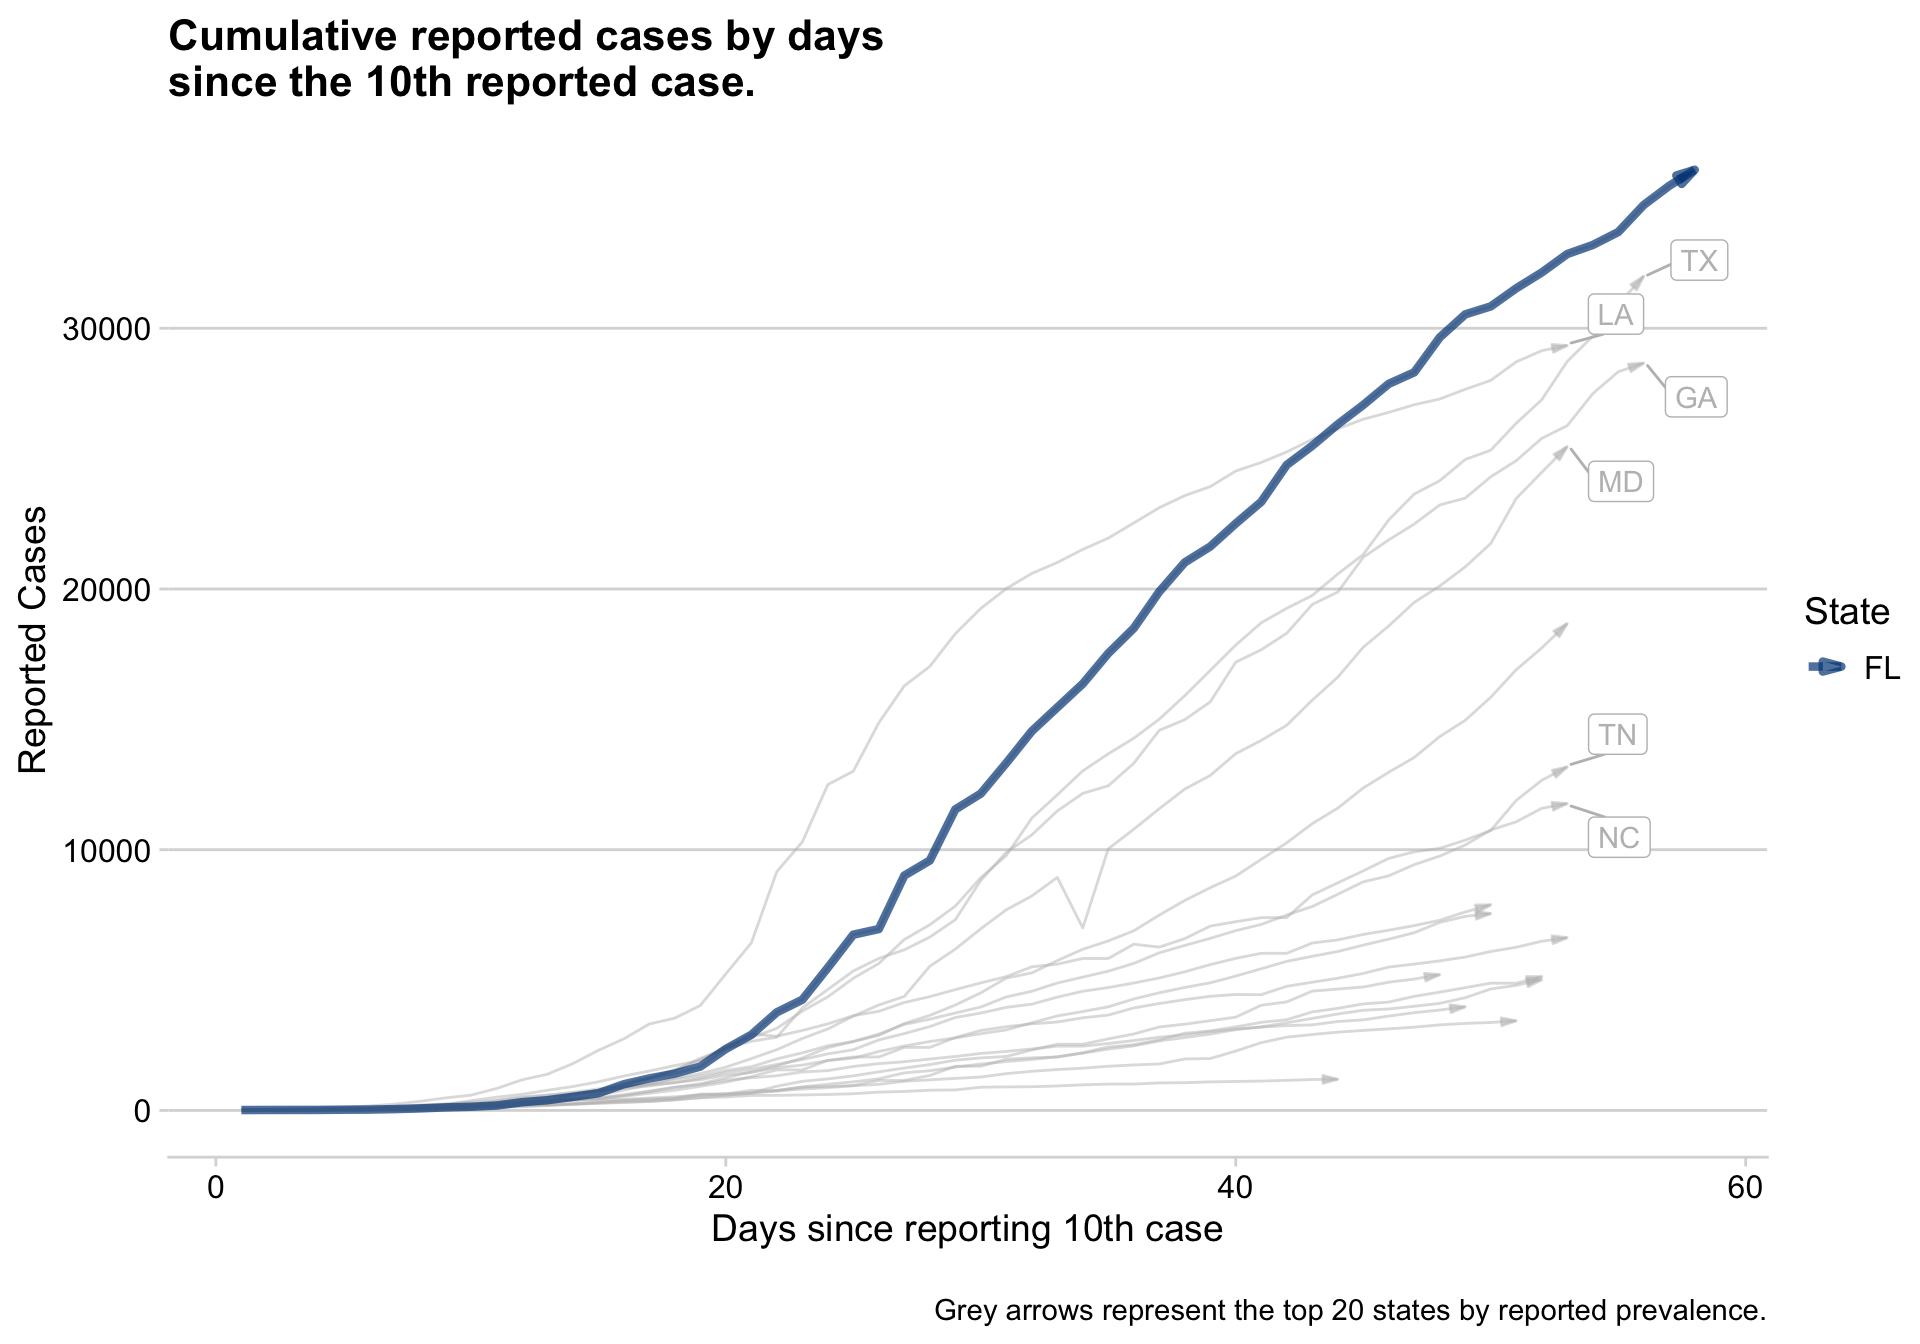 Cumulative reported cases by days
since the 10th reported case.
TX
LA
30000
GA
MD
Reported Cases
20000
State
FL
TN
NC
10000
0
0 20 40 60
Days since reporting 10th case
Grey arrows represent the top 20 states by reported prevalence.